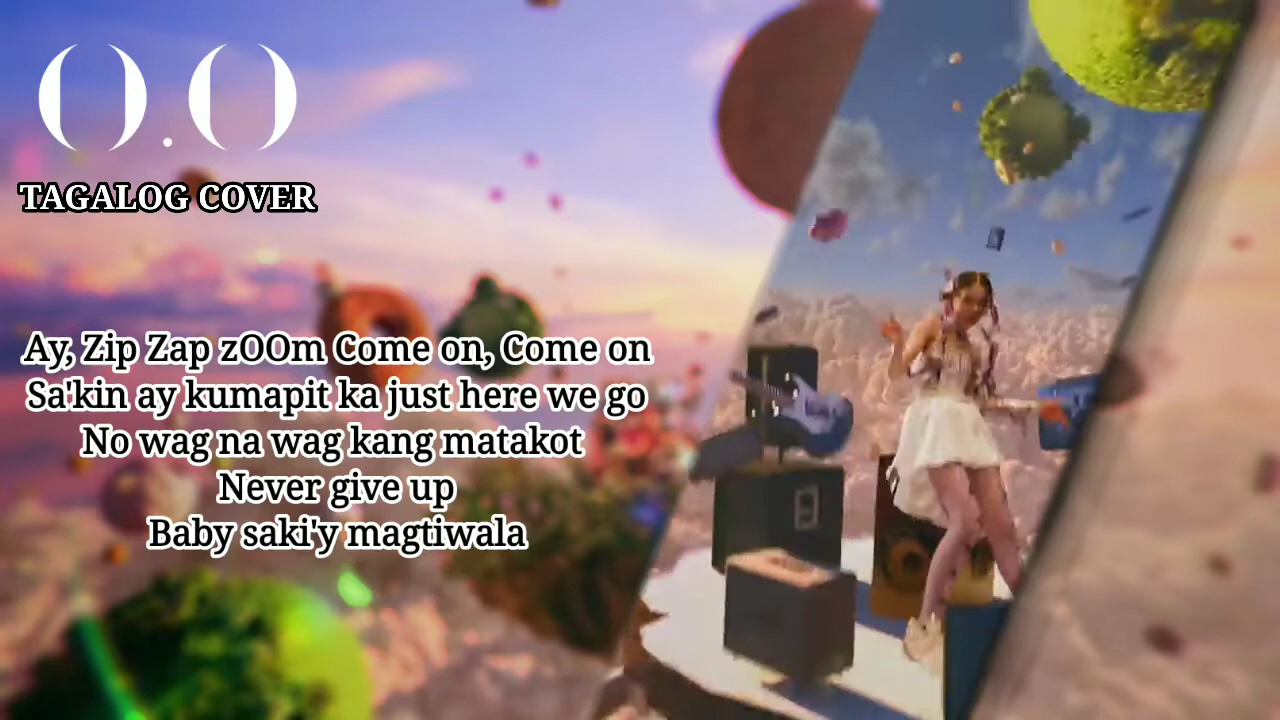 O.O
TAGALOG COVER
Ay, Zip Zap zOOm Come on, Come on
Sa'kin ay kumapit ka just here we go
No wag na wag kang matakot
Never give up
Baby saki'y magtiwala